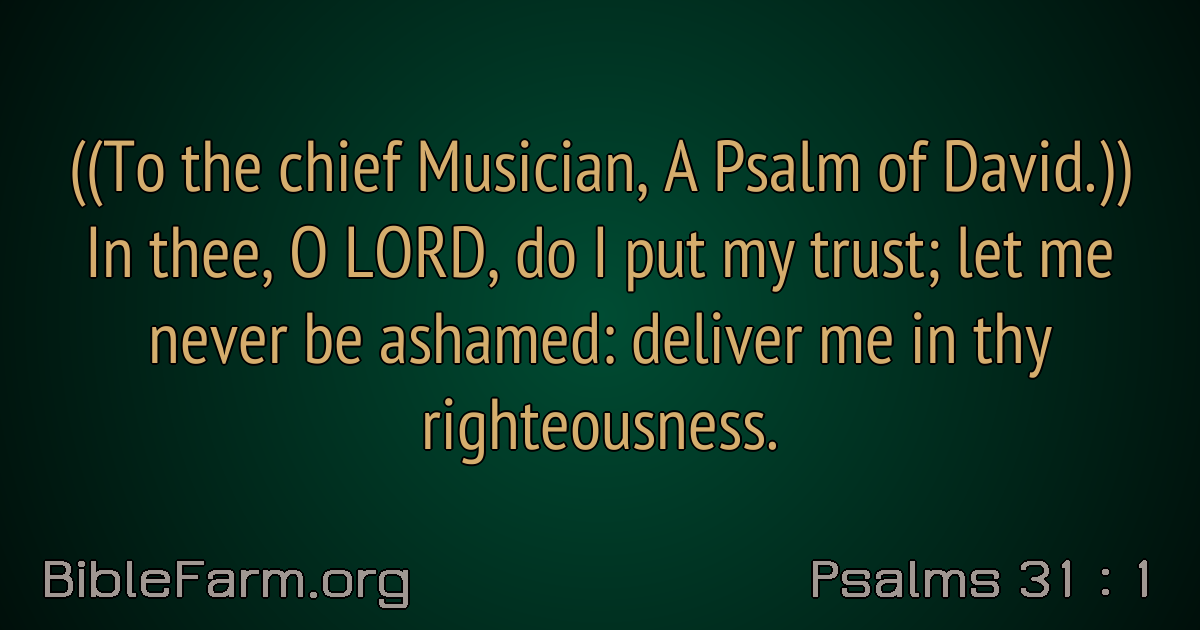 ((To the chief Musician, A Psalm of David.))
In thee, O LORD, do I put my trust; let me
never be ashamed: deliver me in thy
righteousness.
BibleFarm.org
Psalms 31 : 1